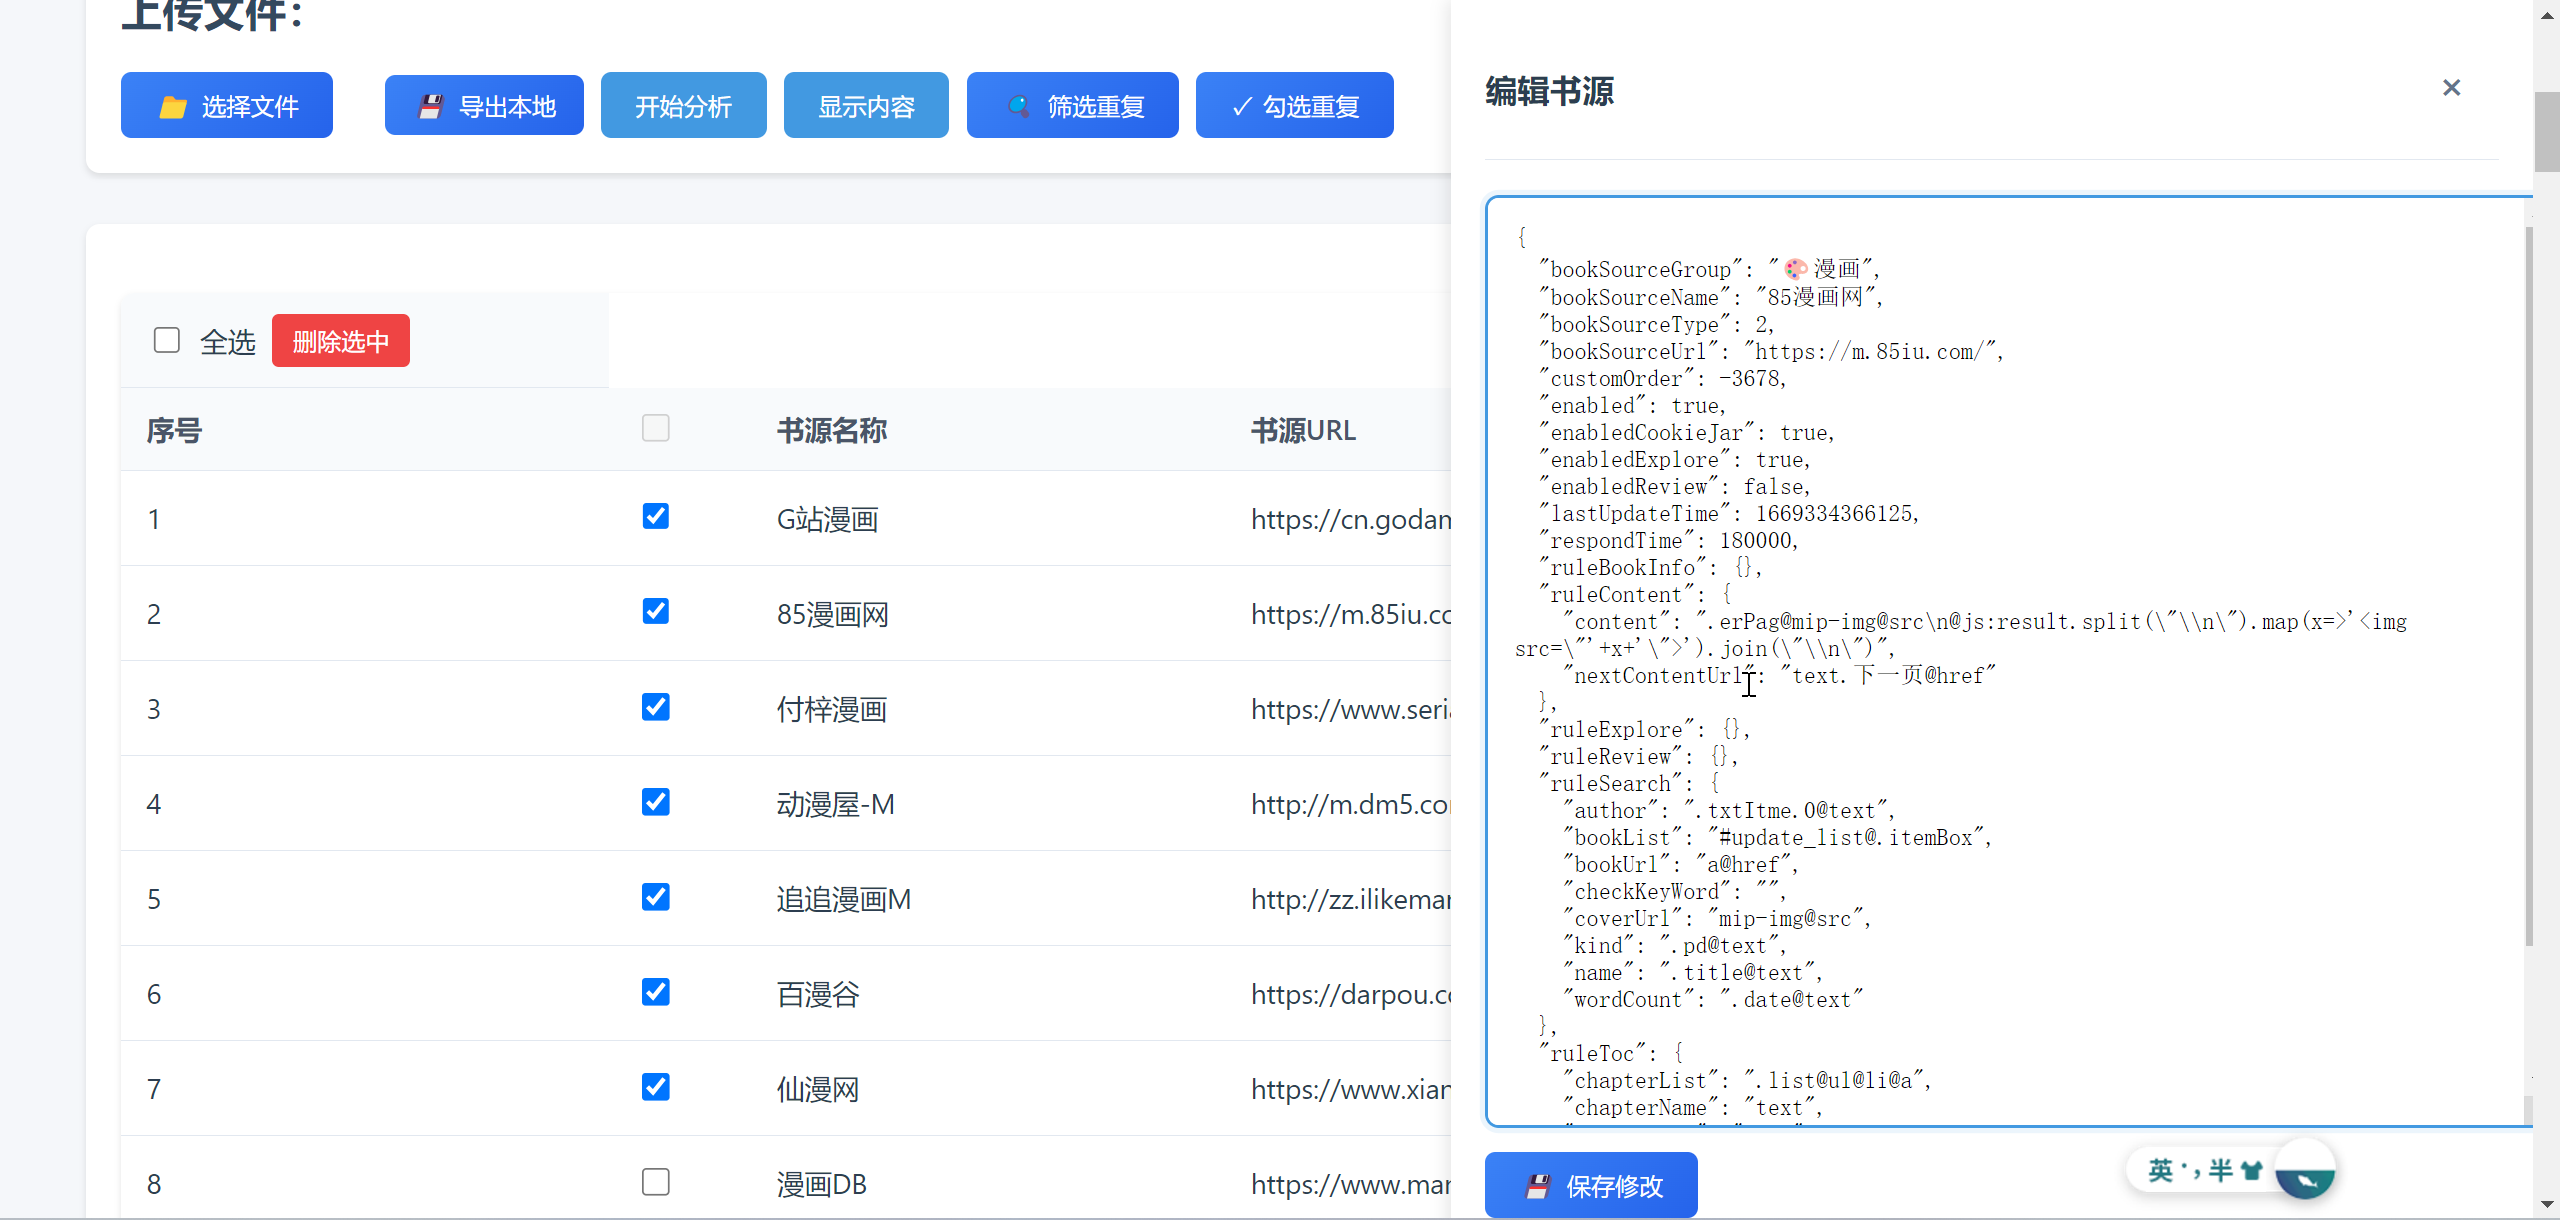 上传文件：
选择文件
导出本地
开始分析
显示内容
筛选重复
✓ 勾选重复
全选
删除选中
序号 书源名称 书源URL
1 G站漫画 https://cn.godam
2 85漫画网 https://m.85iu.co
3 付梓漫画 https://www.seria
4 动漫屋-M http://m.dm5.co
5 追追漫画M http://zz.ilikemar
6 百漫谷 https://darpou.co
7 仙漫网 https://www.xian
8 漫画DB https://www.mar
编辑书源
×
{
"bookSourceGroup": "🎨漫画",
"bookSourceName": "85漫画网",
"bookSourceType": 2,
"bookSourceUrl": "https://m.85iu.com/",
"customOrder": -3678,
"enabled": true,
"enabledCookieJar": true,
"enabledExplore": true,
"enabledReview": false,
"lastUpdateTime": 1669334366125,
"respondTime": 180000,
"ruleBookInfo": {},
"ruleContent": {
"content": ".erPag@mip-img@src\n@js:result.split(\"\\n\").map(x=>'<img
src=\"'+x+'\">').join(\"\\n\")",
"nextContentUrl": "text.下一页@href"
},
"ruleExplore": {},
"ruleReview": {},
"ruleSearch": {
"author": ".txtItme.0@text",
"bookList": "#update_list@.itemBox",
"bookUrl": "a@href",
"checkKeyWord": "",
"coverUrl": "mip-img@src",
"kind": ".pd@text",
"name": ".title@text",
"wordCount": ".date@text"
},
"ruleToc": {
"chapterList": ".list@ul@li@a",
"chapterName": "text",
保存修改
英 ·, 半